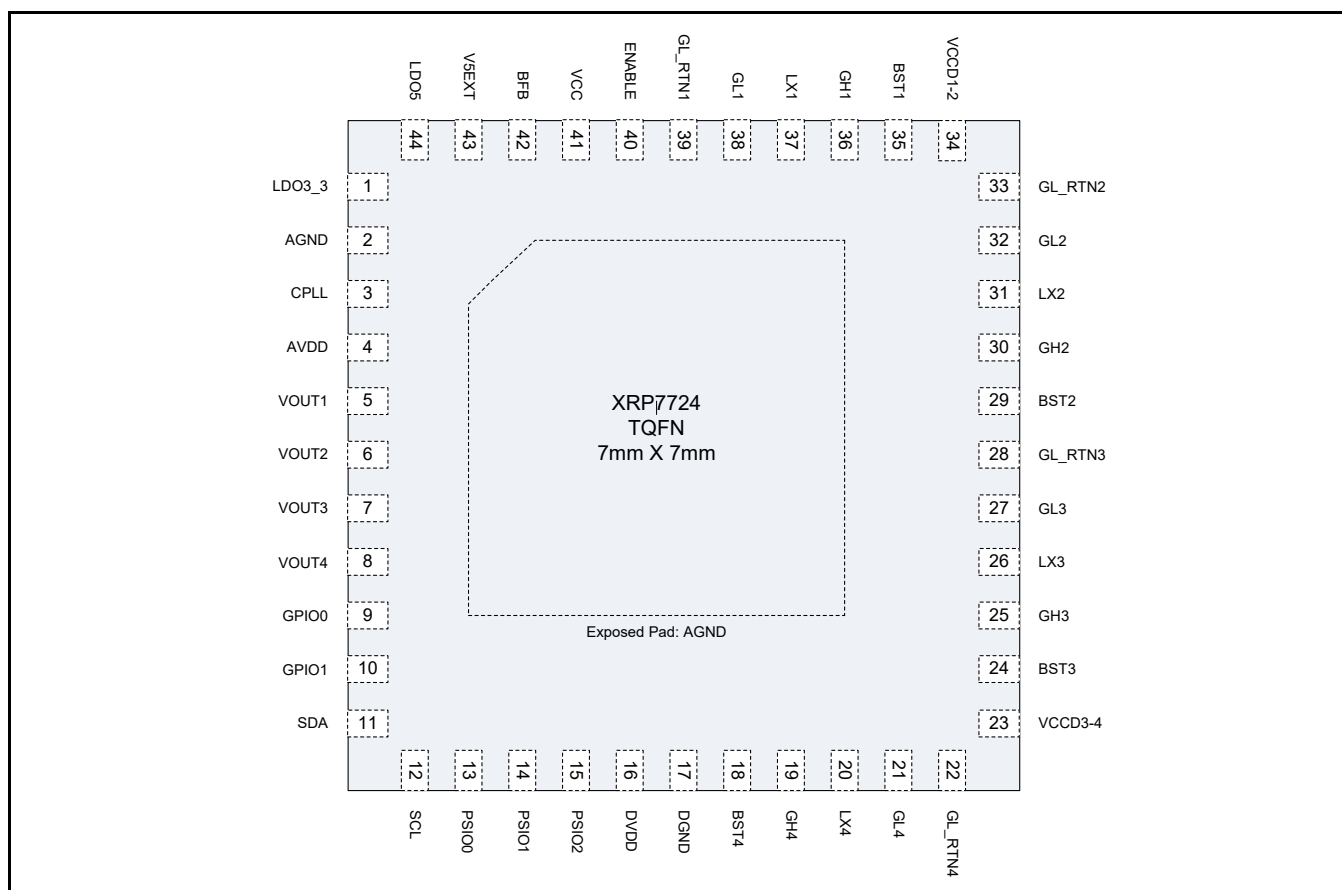 LDO5
V5EXT
BFB
VCC
ENABLE
GL_RTN1
GL1
LX1
GH1
BST1
VCCD1-2
44
43
42
41
40
39
38
37
36
35
34
LDO3_3 1
AGND 2
CPLL 3
AVDD 4
VOUT1 5
VOUT2 6
VOUT3 7
VOUT4 8
GPIO0 9
GPIO1 10
SDA 11
XRP7724
TQFN
7mm X 7mm
Exposed Pad: AGND
33 GL_RTN2
32 GL2
31 LX2
30 GH2
29 BST2
28 GL_RTN3
27 GL3
26 LX3
25 GH3
24 BST3
23 VCCD3-4
12
13
14
15
16
17
18
19
20
21
22
SCL
PSIO0
PSIO1
PSIO2
DVDD
DGND
BST4
GH4
LX4
GL4
GL_RTN4